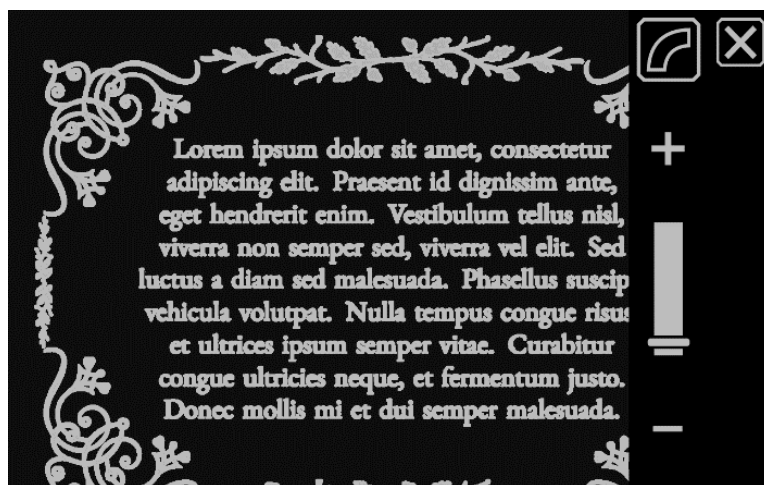 Lorem ipsum dolor sit amet, consectetur
adipiscing elit. Praesent id dignissim ante,
eget hendrerit enim. Vestibulum tellus nisl,
viverra non semper sed, viverra vel elit. Sed
luctus a diam sed malesuada. Phasellus suscip
vehicula volutpat. Nulla tempus congue risus
et ultrices ipsum semper vitae. Curabitur
congue ultricies neque, et fermentum justo.
Donec mollis mi et dui semper malesuada.